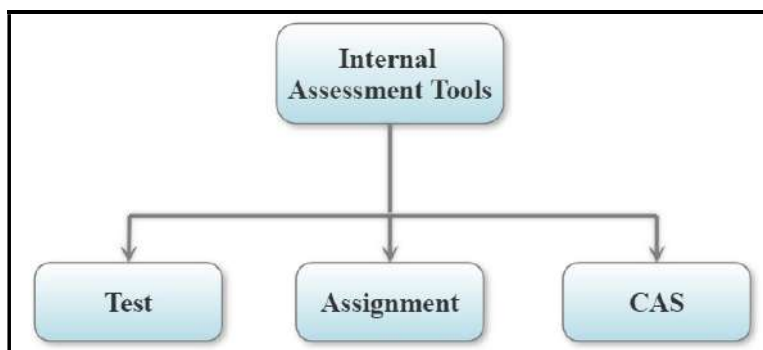 Internal
Assessment Tools
Test
Assignment
CAS